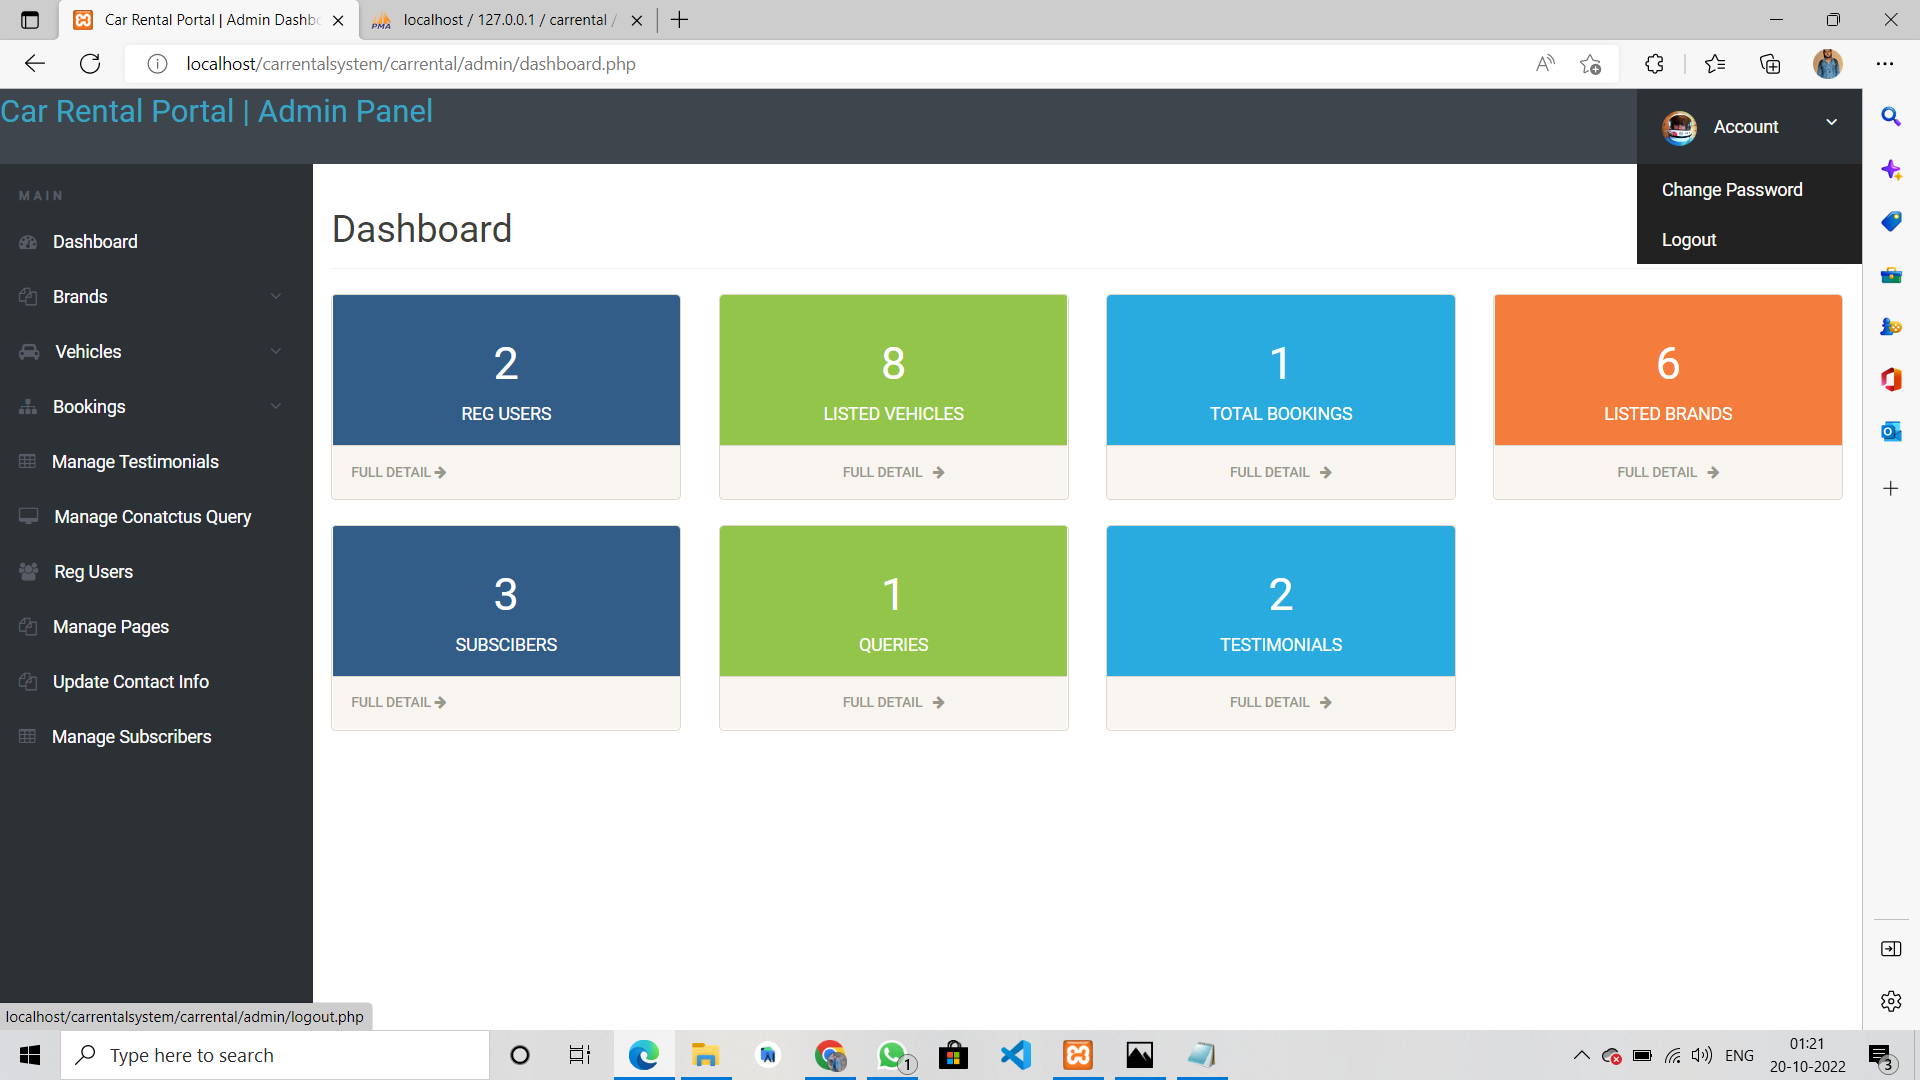 Car Rental Portal | Admin Dashbo
localhost / 127.0.0.1 / carrental /
localhost/carrentalsystem/carrental/admin/dashboard.php
Car Rental Portal | Admin Panel
Account
Change Password
Logout
MAIN
Dashboard
Brands
Vehicles
Bookings
Manage Testimonials
Manage Conatctus Query
Reg Users
Manage Pages
Update Contact Info
Manage Subscribers
Dashboard
2
REG USERS
FULL DETAIL
8
LISTED VEHICLES
FULL DETAIL
1
TOTAL BOOKINGS
FULL DETAIL
6
LISTED BRANDS
FULL DETAIL
3
SUBSCIBERS
FULL DETAIL
1
QUERIES
FULL DETAIL
2
TESTIMONIALS
FULL DETAIL
localhost/carrentalsystem/carrental/admin/logout.php
Type here to search
1
ENG
01:21
20-10-2022
3